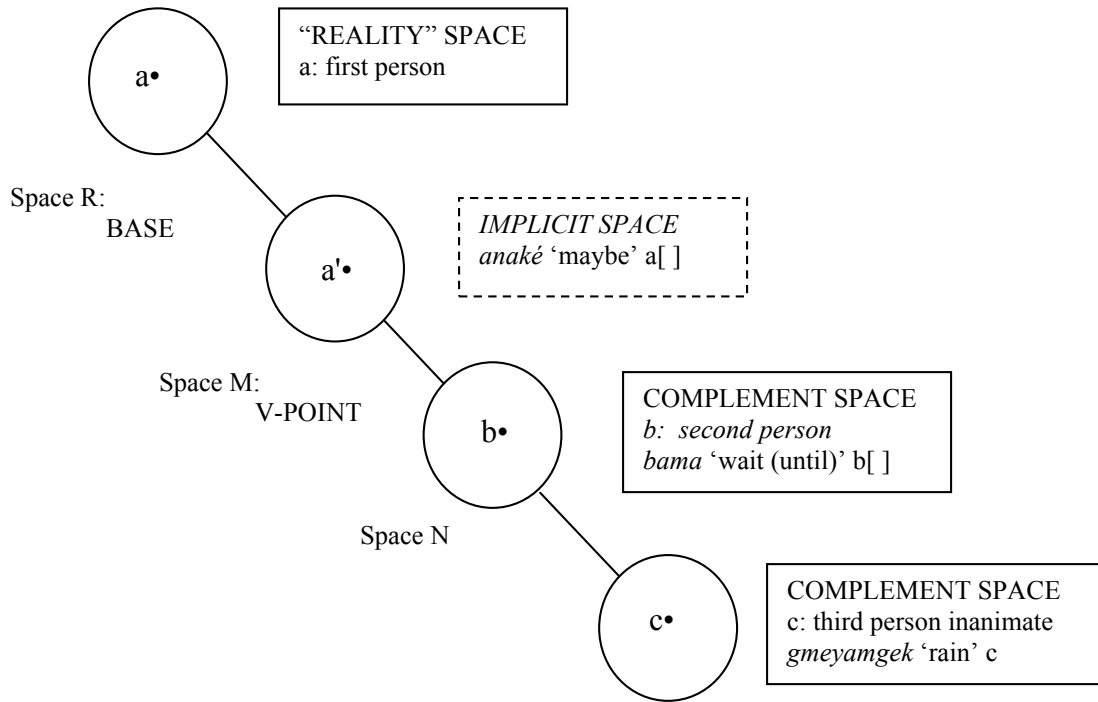 “REALITY” SPACE
a: first person
a•
Space R:
BASE
IMPLICIT SPACE
anaké ‘maybe’ a[ ]
a'•
Space M:
V-POINT
COMPLEMENT SPACE
b: second person
bama ‘wait (until)’ b[ ]
b•
Space N
COMPLEMENT SPACE
c: third person inanimate
gmeyamgek ‘rain’ c
c•